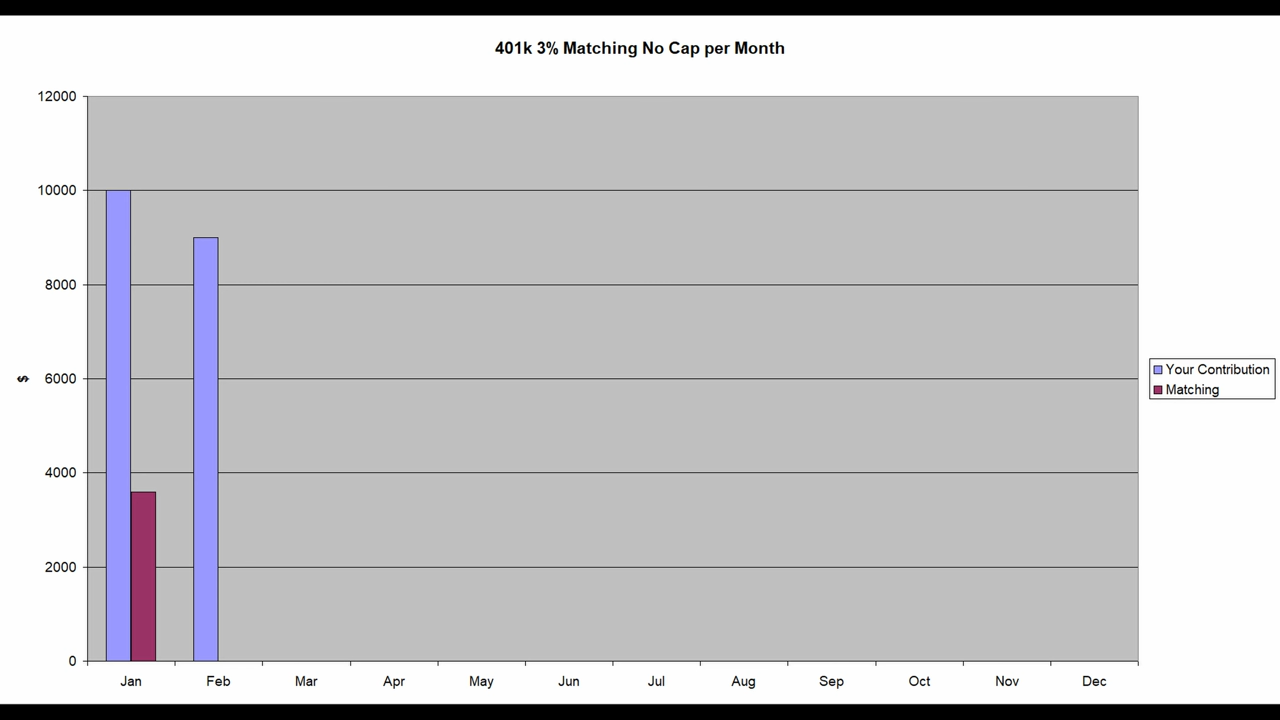 401k 3% Matching No Cap per Month
12000
10000
8000
6000
4000
2000
0
$
Jan Feb Mar Apr May Jun Jul Aug Sep Oct Nov Dec
Your Contribution
Matching